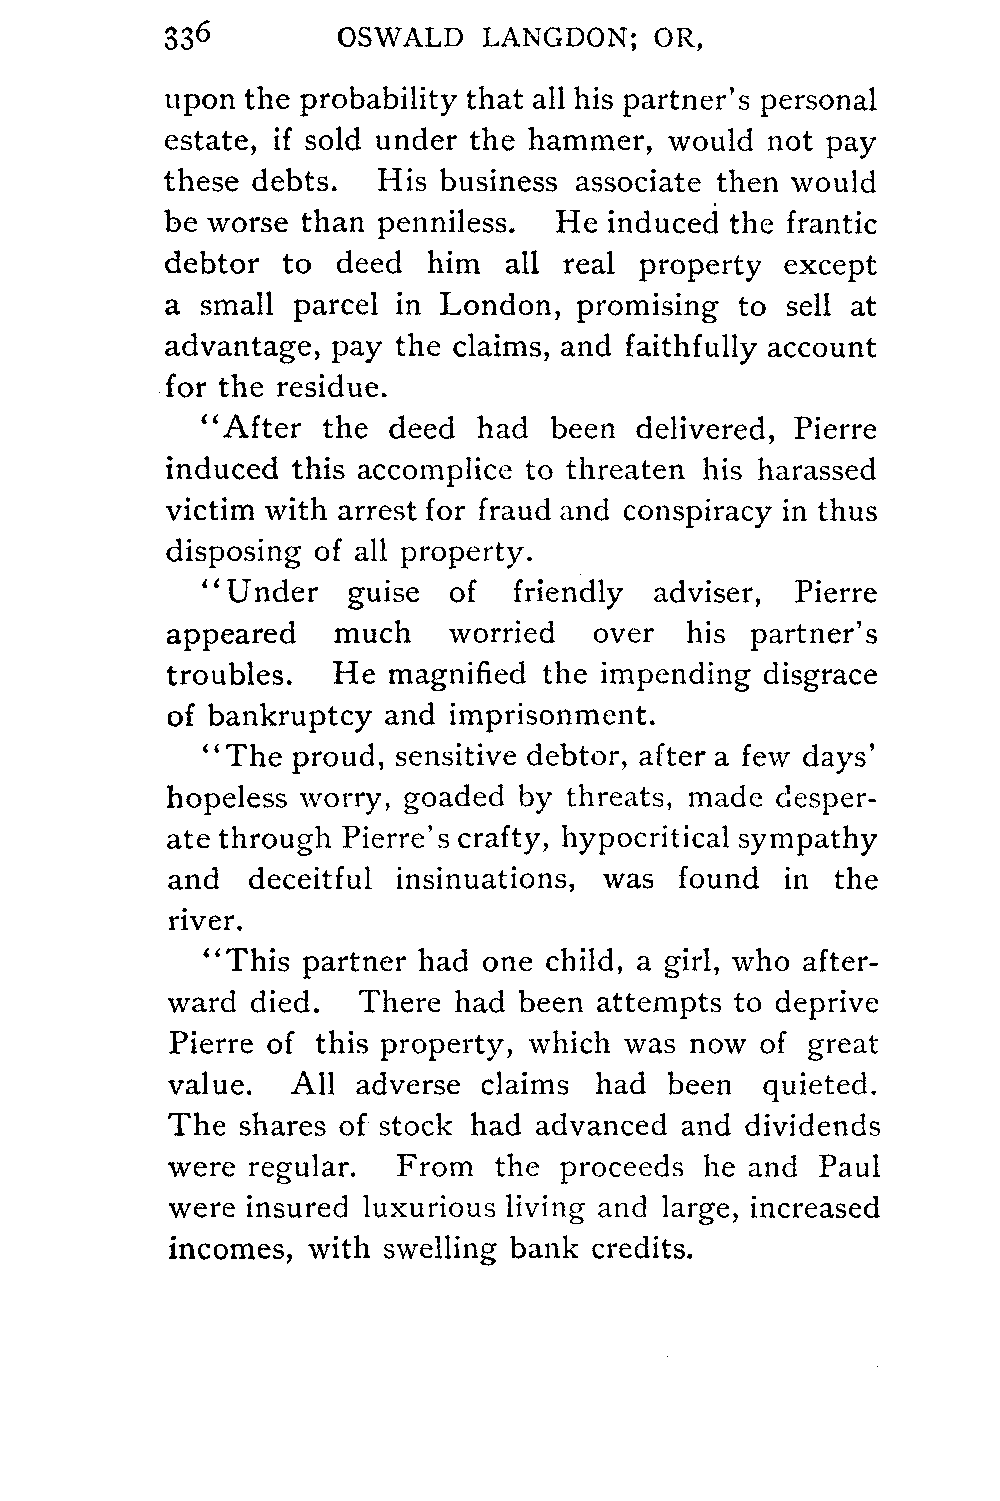 336 OSWALD LANGDON; OR,
upon the probability that all his partner's personal
estate, if sold under the hammer, would not pay
these debts. His business associate then would
be worse than penniless. He induced the frantic
debtor to deed him all real property except
a small parcel in London, promising to sell at
advantage, pay the claims, and faithfully account
for the residue.
"After the deed had been delivered, Pierre
induced this accomplice to threaten his harassed
victim with arrest for fraud and conspiracy in thus
disposing of all property.
"Under guise of friendly adviser, Pierre
appeared much worried over his partner's
troubles. He magnified the impending disgrace
of bankruptcy and imprisonment.
"The proud, sensitive debtor, after a few days'
hopeless worry, goaded by threats, made desper-
ate through Pierre's crafty, hypocritical sympathy
and deceitful insinuations, was found in the
river.
"This partner had one child, a girl, who after-
ward died. There had been attempts to deprive
Pierre of this property, which was now of great
value. All adverse claims had been quieted.
The shares of stock had advanced and dividends
were regular. From the proceeds he and Paul
were insured luxurious living and large, increased
incomes, with swelling bank credits.